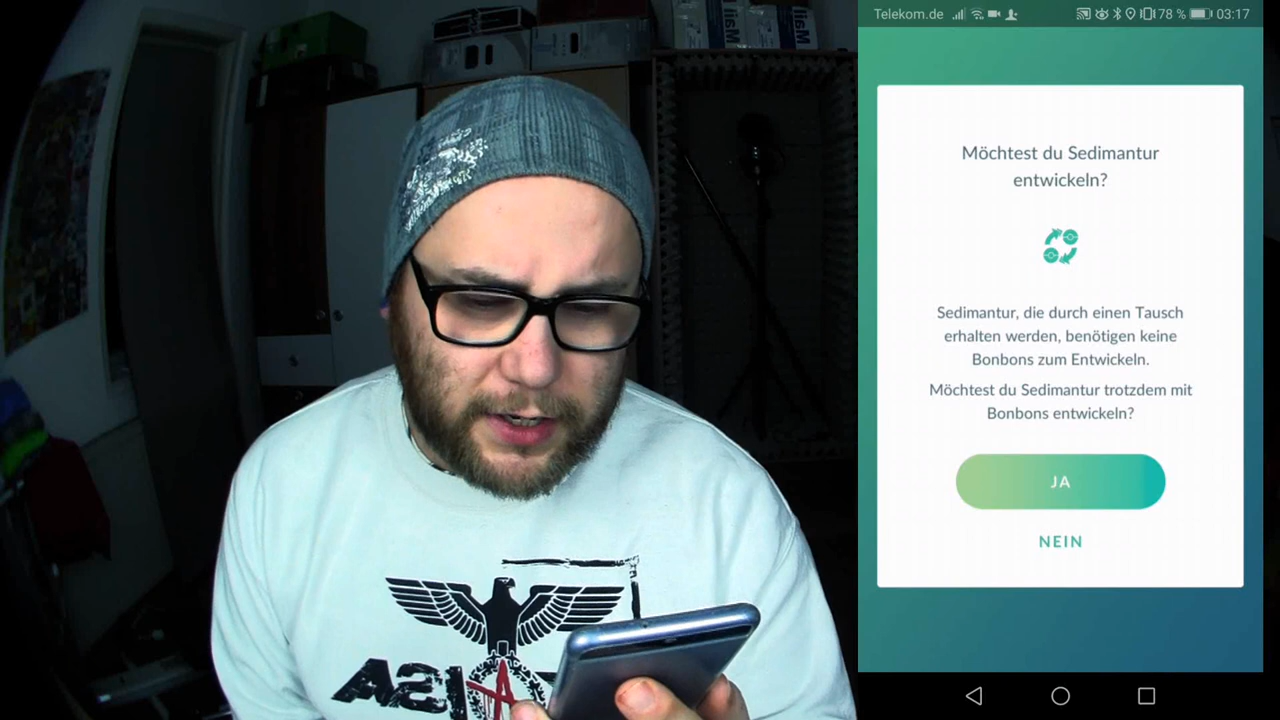 Telekom.de
78 %
03:17
Möchtest du Sedimantur
entwickeln?
Sedimantur, die durch einen Tausch
erhalten werden, benötigen keine
Bonbons zum Entwickeln.
Möchtest du Sedimantur trotzdem mit
Bonbons entwickeln?
JA
NEIN